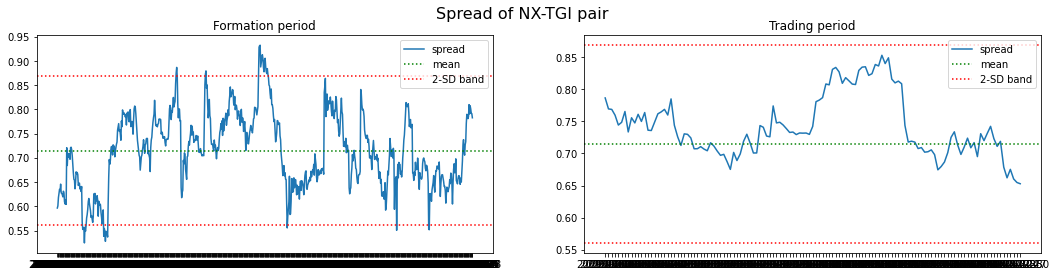 Spread of NX-TGI pair
Formation period
0.95
0.90
0.85
0.80
0.75
0.70
0.65
0.60
0.55
spread
mean
2-SD band
Trading period
0.85
0.80
0.75
0.70
0.65
0.60
0.55
spread
mean
2-SD band